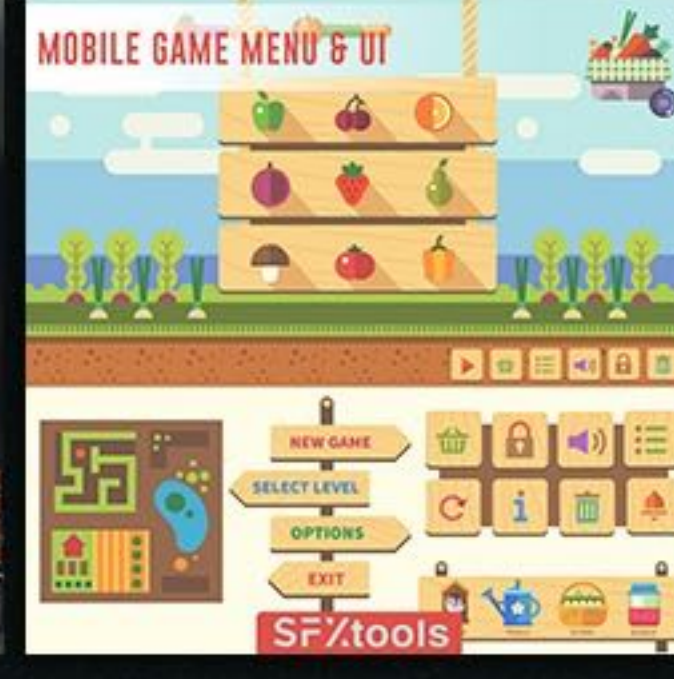 MOBILE GAME MENU & UI
NEW GAME
SELECT LEVEL
OPTIONS
EXIT
SFXtools